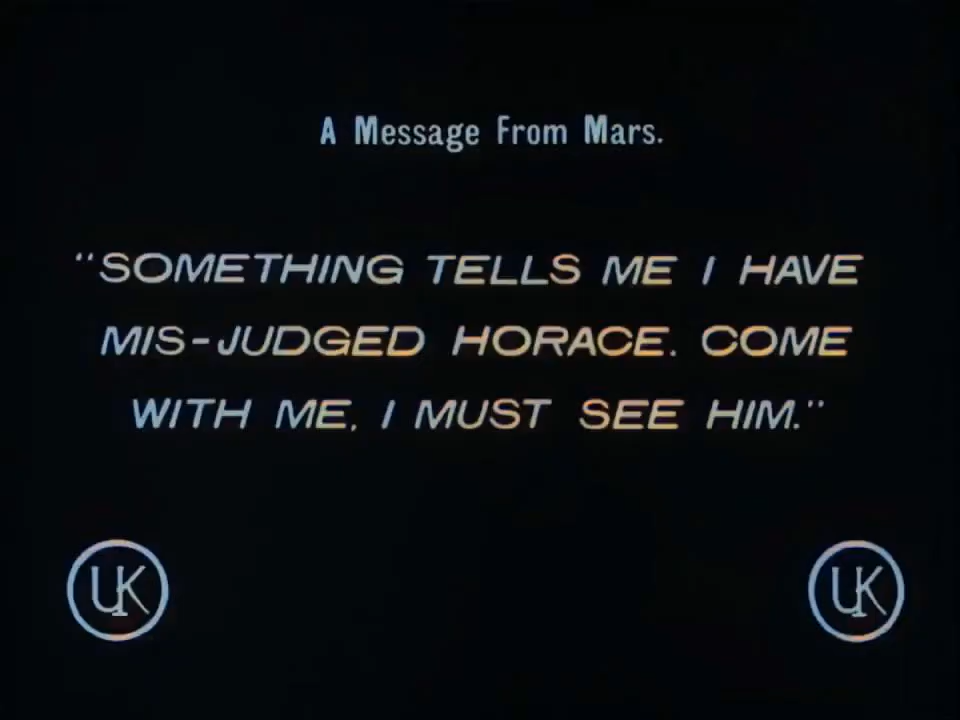 A Message From Mars.
"SOMETHING TELLS ME I HAVE
MIS-JUDGED HORACE. COME
WITH ME, I MUST SEE HIM."
UK UK